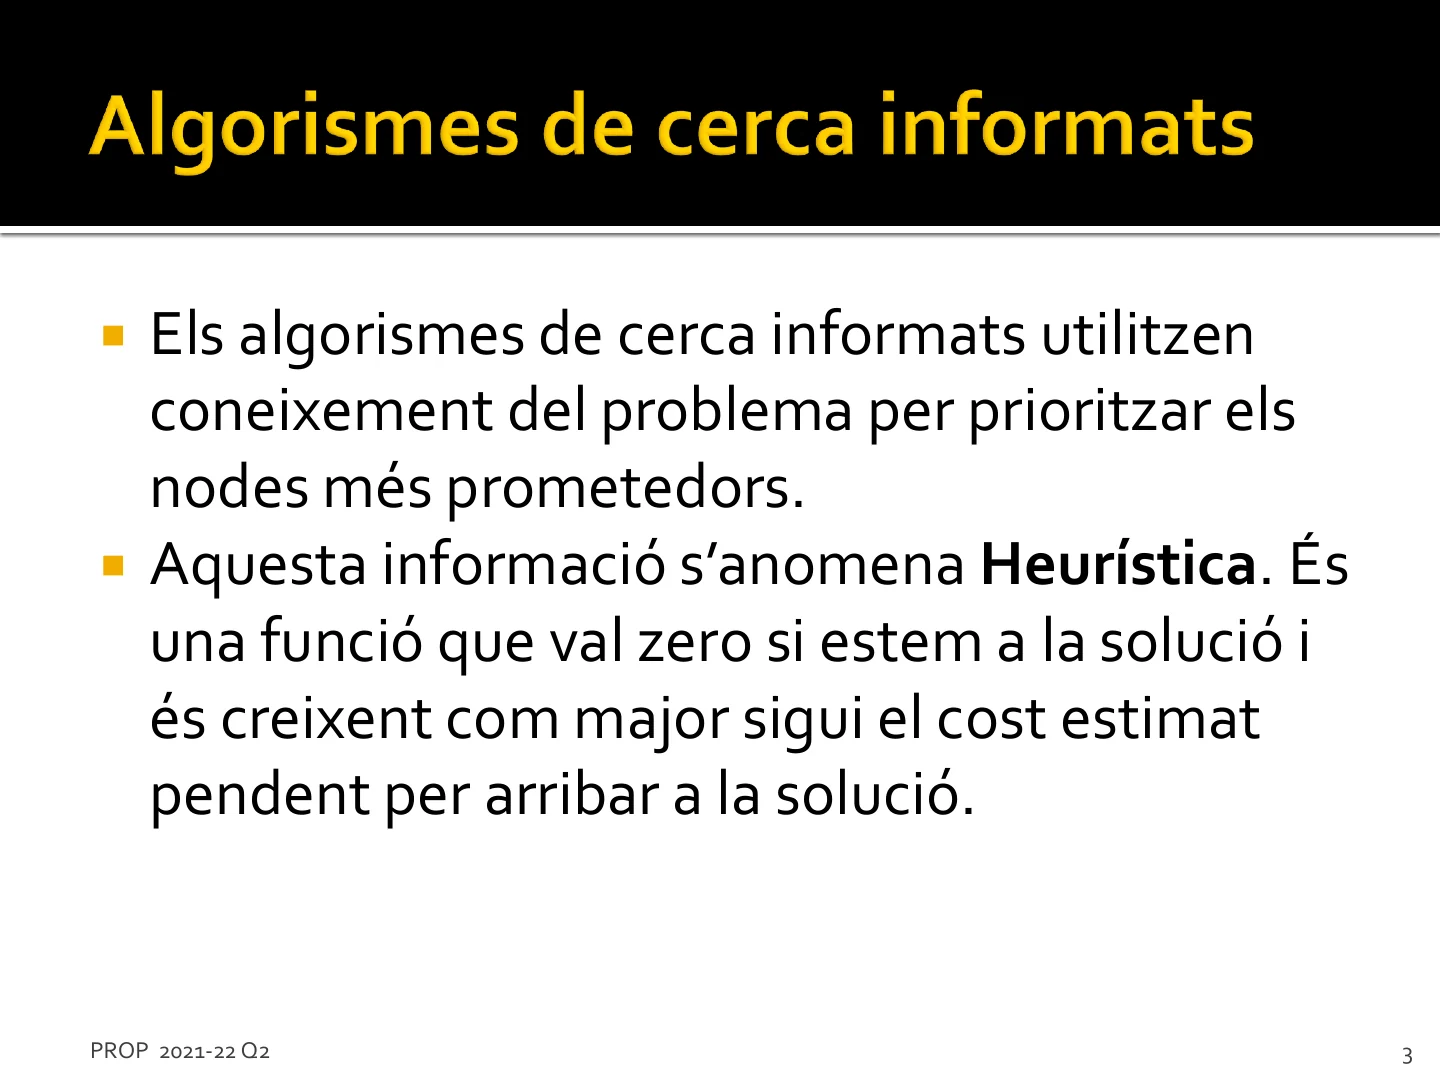 Algorismes de cerca informats
Els algorismes de cerca informats utilitzen
coneixement del problema per prioritzar els
nodes més prometedors.
Aquesta informació s’anomena Heurística. És
una funció que val zero si estem a la solució i
és creixent com major sigui el cost estimat
pendent per arribar a la solució.
PROP 2021-22 Q2
3